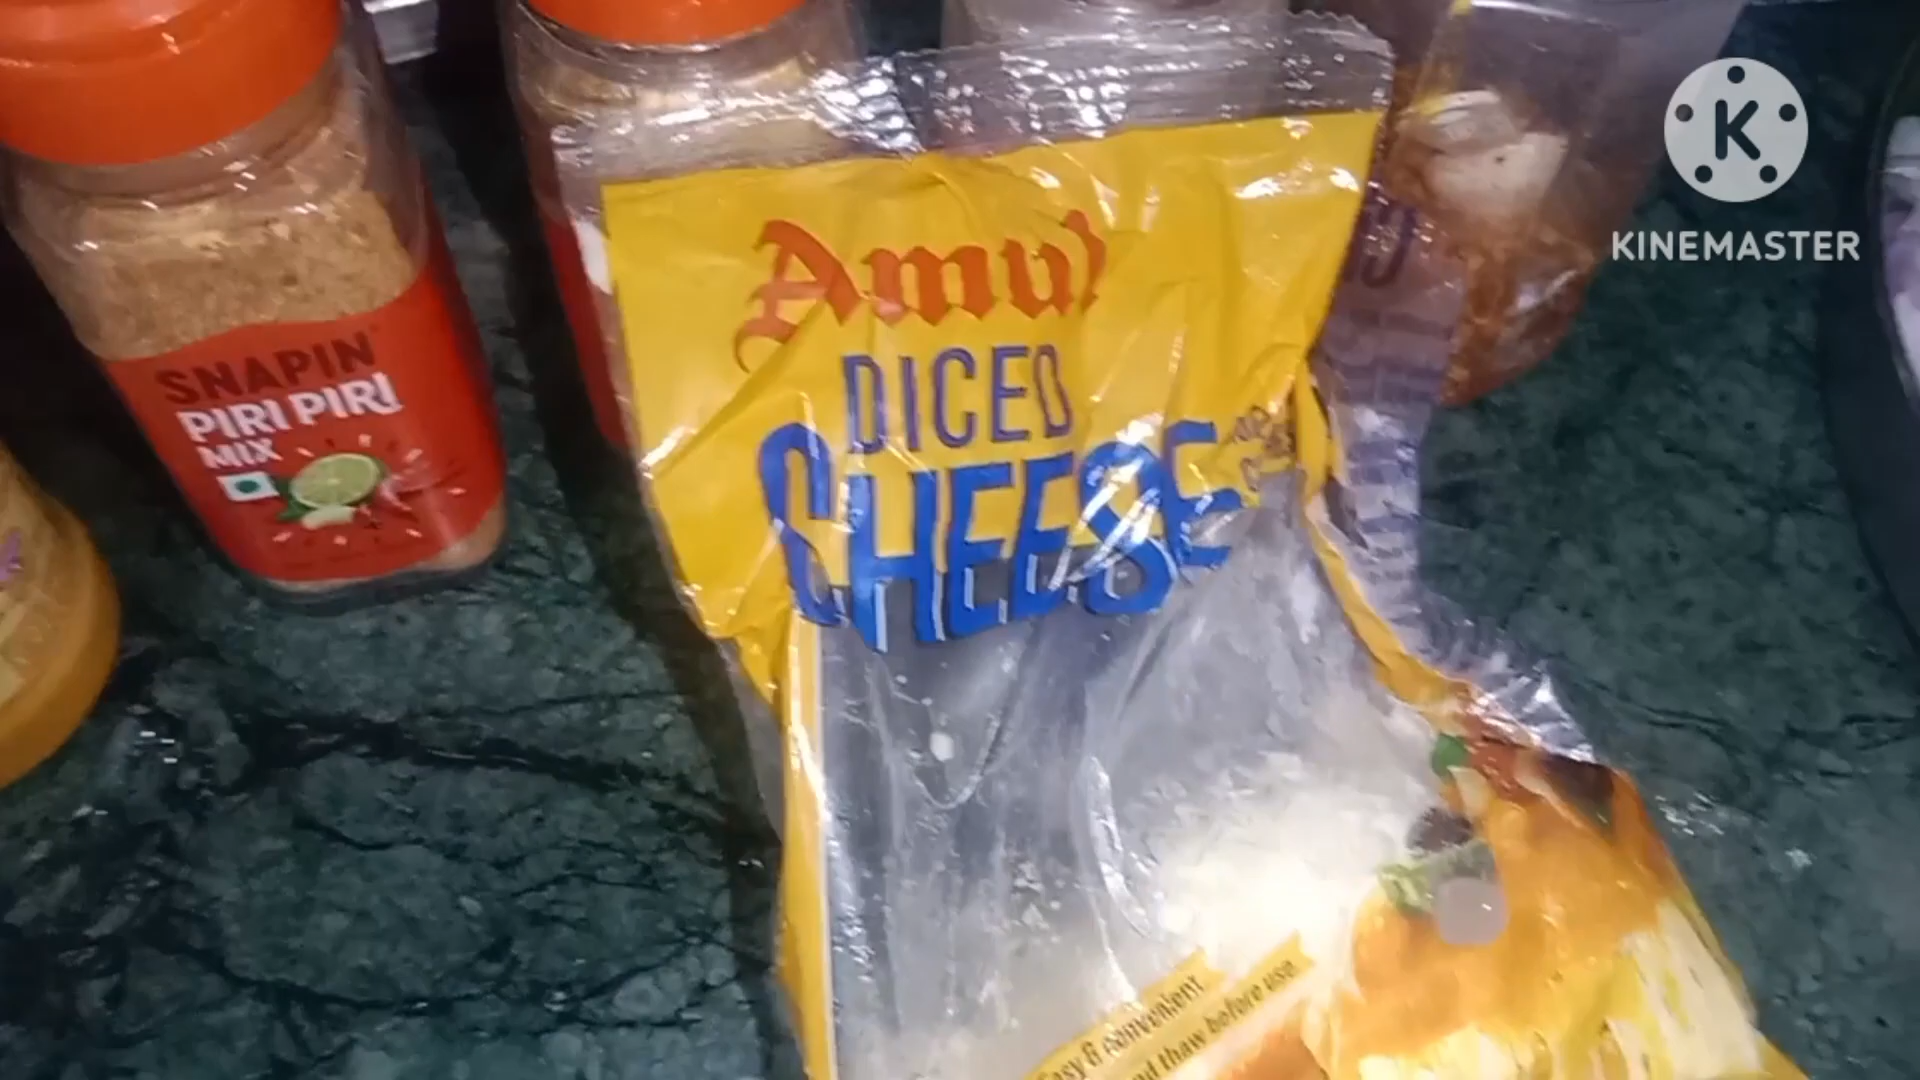 KINEMASTER
Amul
DICED
CHEESE
SNAPIN
PIRI PIRI
MIX
Easy & convenient
thaw before use